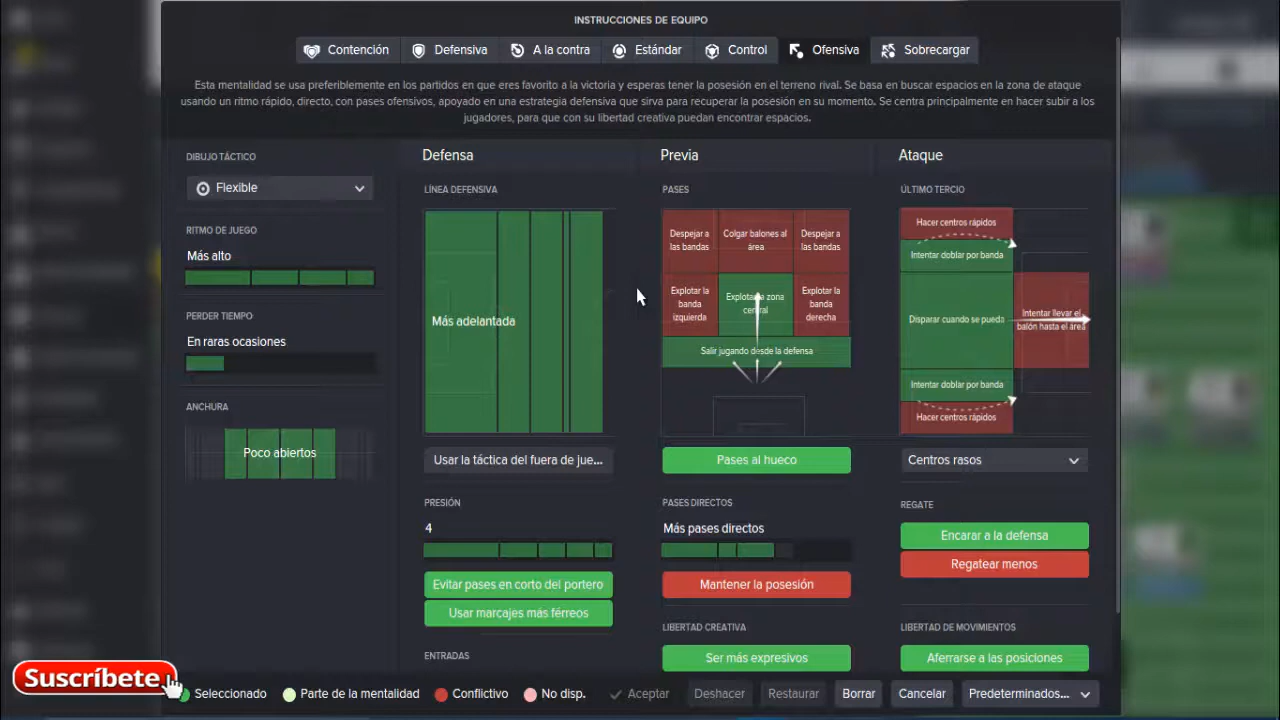 INSTRUCCIONES DE EQUIPO
Contención
Defensiva
A la contra
Estándar
Control
Ofensiva
Sobrecargar
Esta mentalidad se usa preferiblemente en los partidos en que eres favorito a la victoria y esperas tener la posesión en el terreno rival. Se basa en buscar espacios en la zona de ataque
usando un ritmo rápido, directo, con pases ofensivos, apoyado en una estrategia defensiva que sirva para recuperar la posesión en su momento. Se centra principalmente en hacer subir a los
jugadores, para que con su libertad creativa puedan encontrar espacios.
DIBUJO TÁCTICO
Flexible
RITMO DE JUEGO
Más alto
PERDER TIEMPO
En raras ocasiones
ANCHURA
Poco abiertos
Defensa
LÍNEA DEFENSIVA
Más adelantada
Usar la táctica del fuera de jue...
PRESIÓN
4
Evitar pases en corto del portero
Usar marcajes más férreos
ENTRADAS
Previa
PASES
Despejar a
las bandas
Colgar balones al
área
Despejar a
las bandas
Explotar la
banda
izquierda
Explotar la zona
central
Explotar la
banda
derecha
Salir jugando desde la defensa
Pases al hueco
PASES DIRECTOS
Más pases directos
Mantener la posesión
LIBERTAD CREATIVA
Ser más expresivos
Ataque
ÚLTIMO TERCIO
Hacer centros rápidos
Intentar doblar por banda
Disparar cuando se pueda
Intentar llevar el
balón hasta el área
Intentar doblar por banda
Hacer centros rápidos
Centros rasos
REGATE
Encarar a la defensa
Regatear menos
LIBERTAD DE MOVIMIENTOS
Aferrarse a las posiciones
Suscríbete
Seleccionado
Parte de la mentalidad
Conflictivo
No disp.
Aceptar
Deshacer
Restaurar
Borrar
Cancelar
Predeterminados...